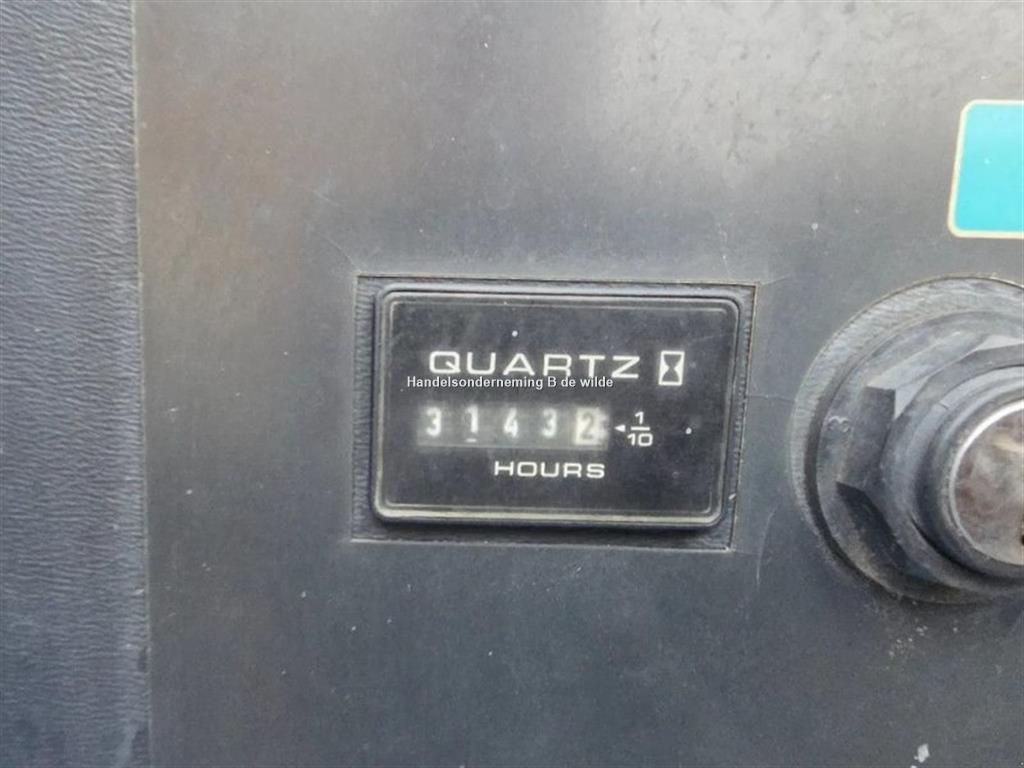 QUARTZ
Handelsonderneming B de wilde
31432 ◄ 1/10
HOURS